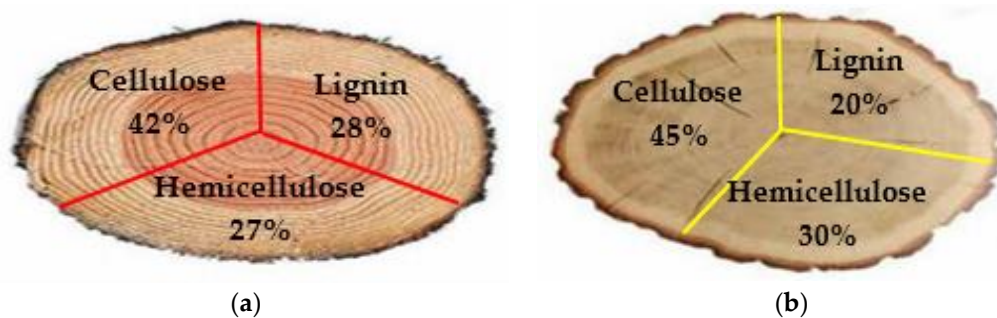 Cellulose
42%
Lignin
28%
Hemicellulose
27%
(a)
Cellulose
45%
Lignin
20%
Hemicellulose
30%
(b)